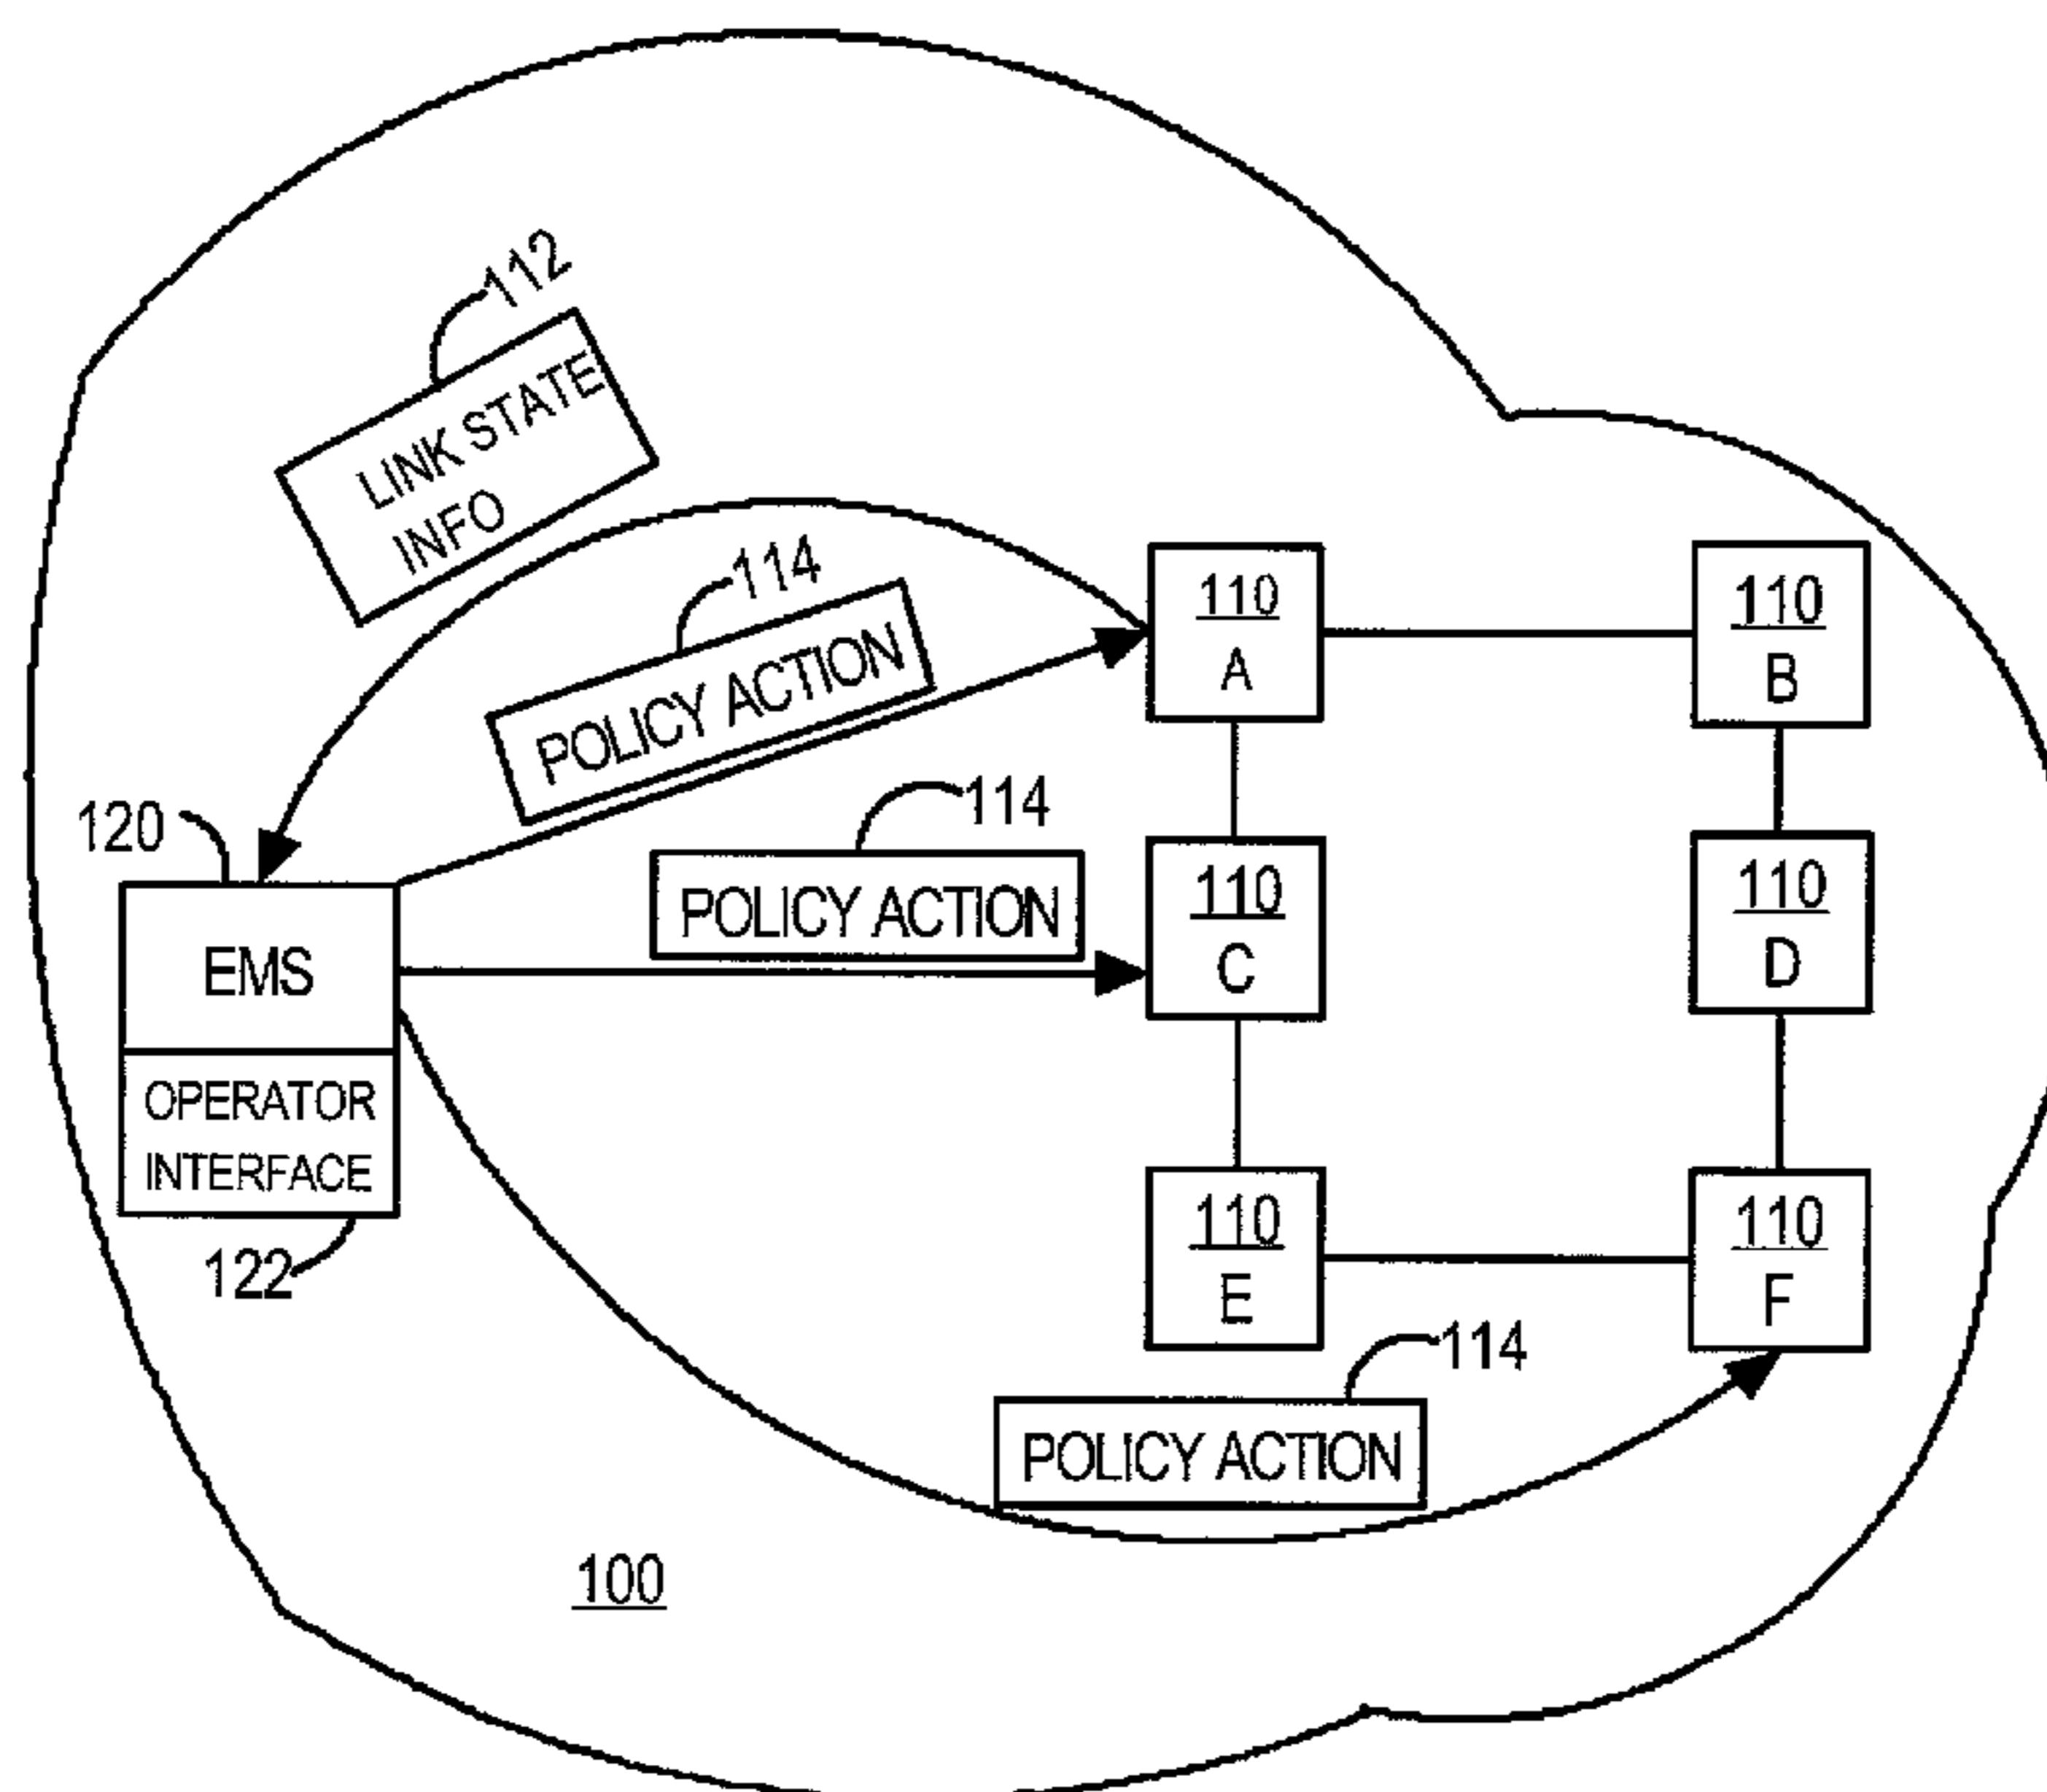 112
LINK STATE
INFO
114
POLICY ACTION
110
A
110
B
120
114
POLICY ACTION
110
C
110
D
EMS
OPERATOR
INTERFACE
122
110
E
110
F
114
POLICY ACTION
100